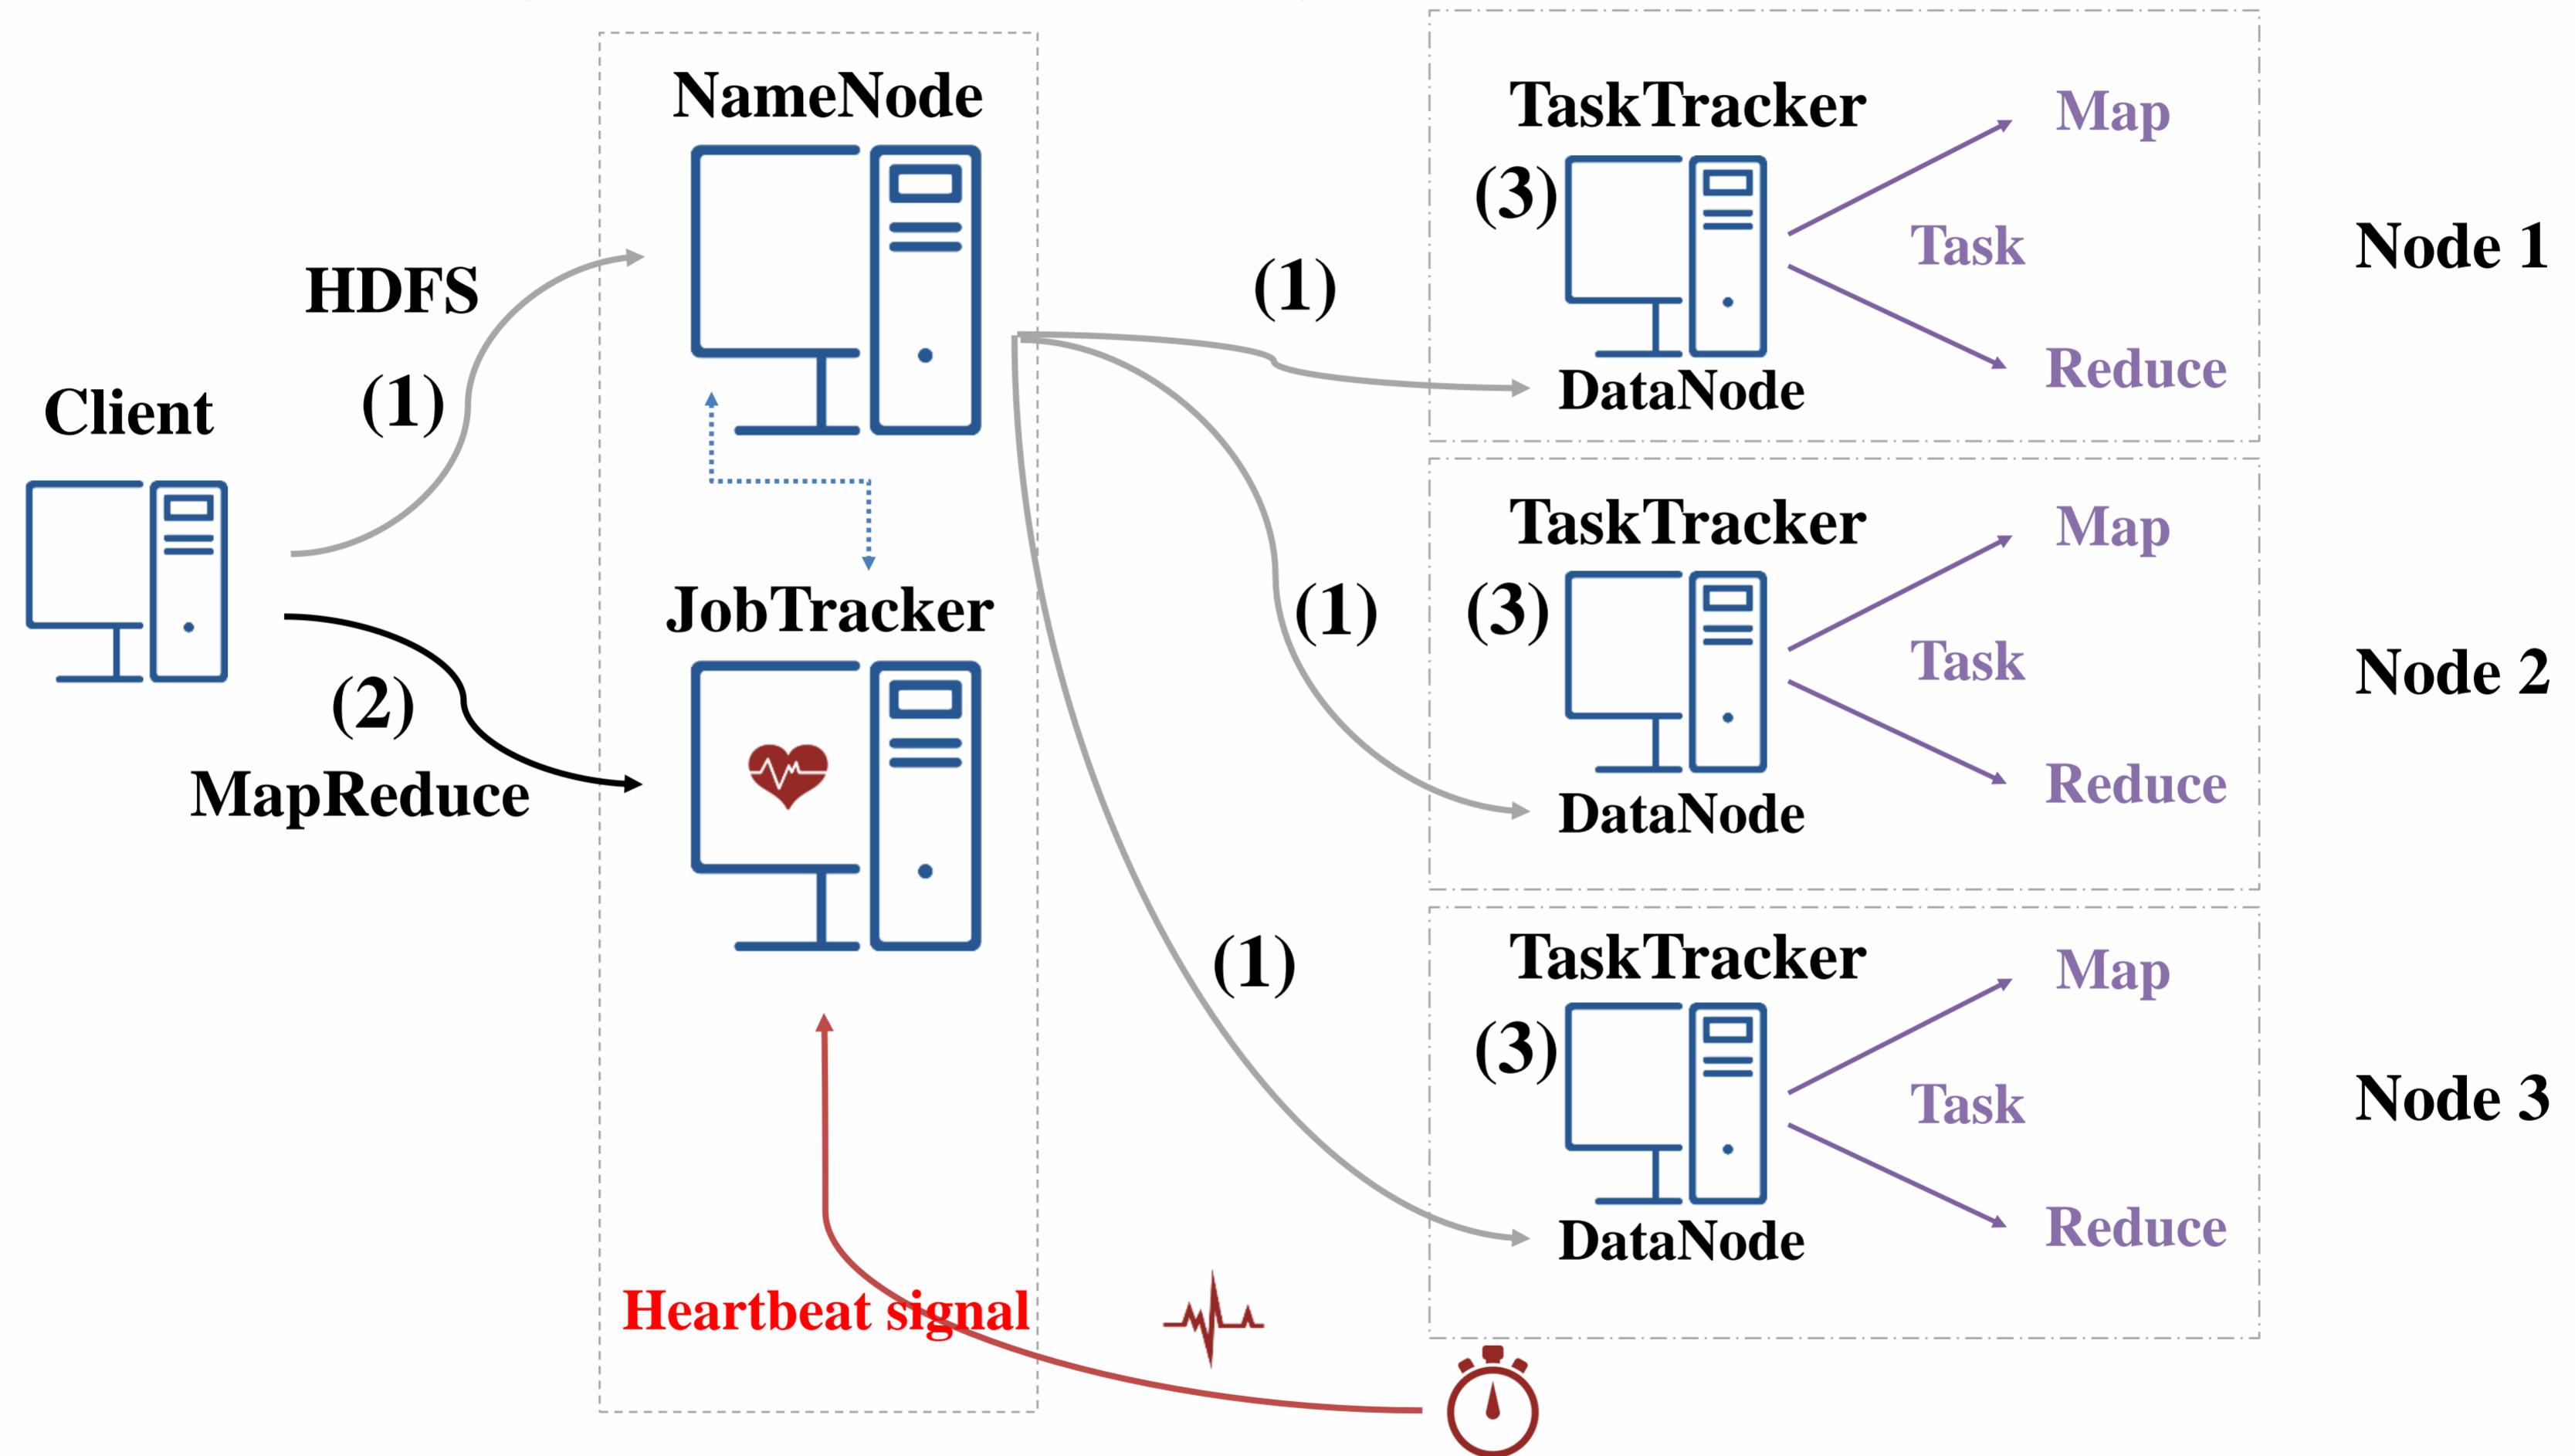 Client
HDFS
(1)
(2)
MapReduce
NameNode
JobTracker
Heartbeat signal
(1)
(1)
(1)
TaskTracker
(3)
DataNode
Map
Task
Reduce
Node 1
TaskTracker
(3)
DataNode
Map
Task
Reduce
Node 2
TaskTracker
(3)
DataNode
Map
Task
Reduce
Node 3